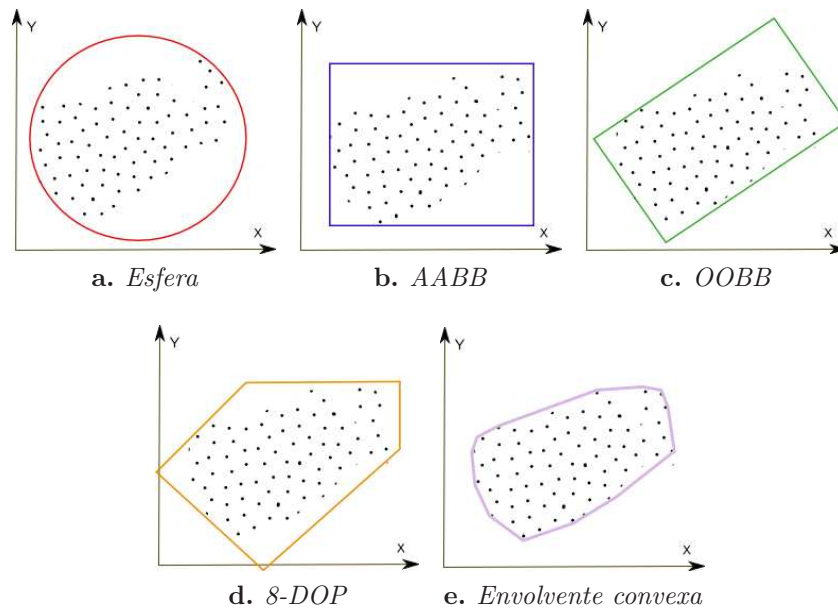 Y
X
a. Esfera
Y
X
b. AABB
Y
X
c. OOBB
Y
X
d. 8-DOP
Y
X
e. Envolvente convexa